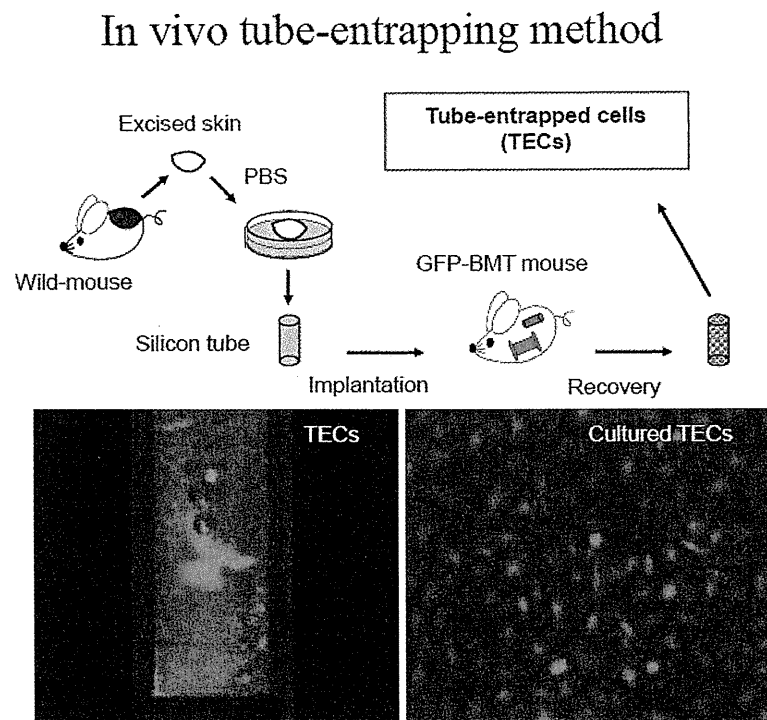 In vivo tube-entrapping method
Excised skin
PBS
Wild-mouse
Silicon tube
Implantation
GFP-BMT mouse
Recovery
Tube-entrapped cells
(TECs)
TECs
Cultured TECs